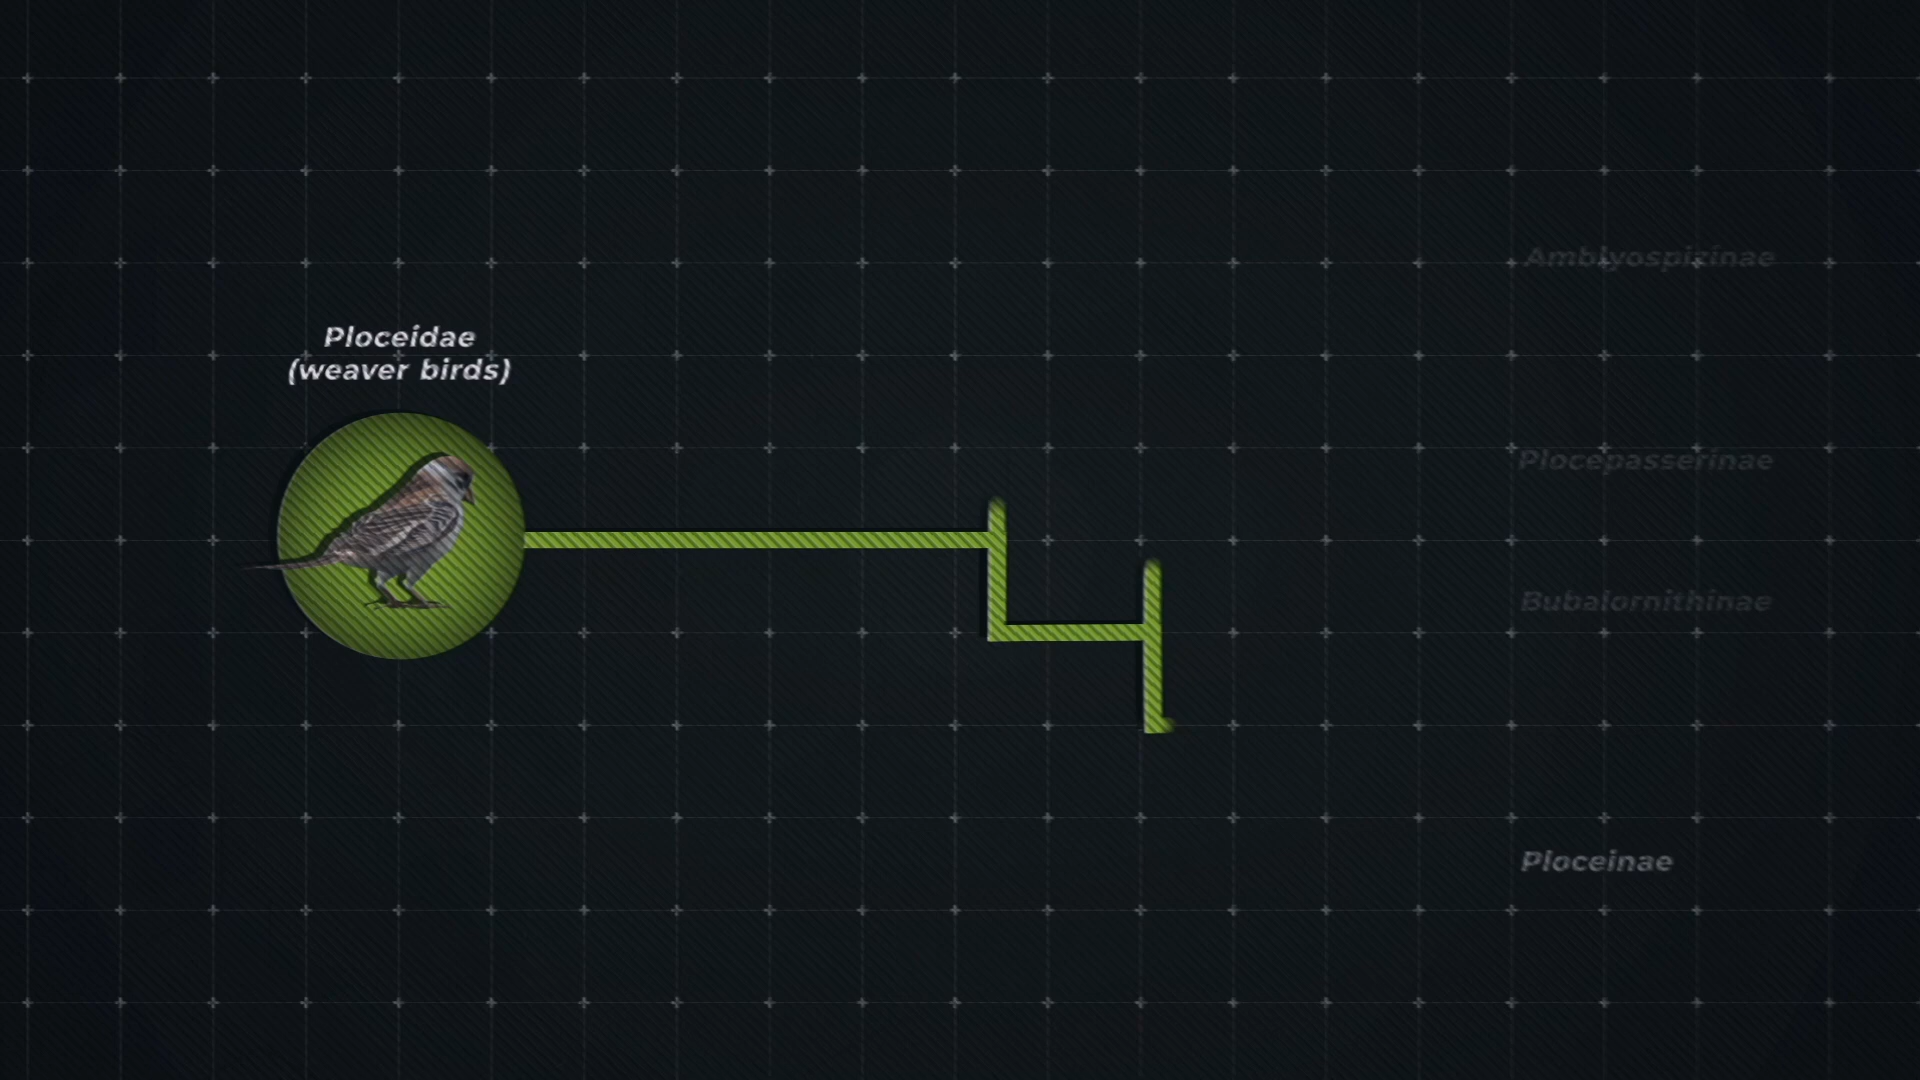 Amblyospizinae
Ploceidae
(weaver birds)
Plocepasserinae
Bubalornithinae
Ploceinae